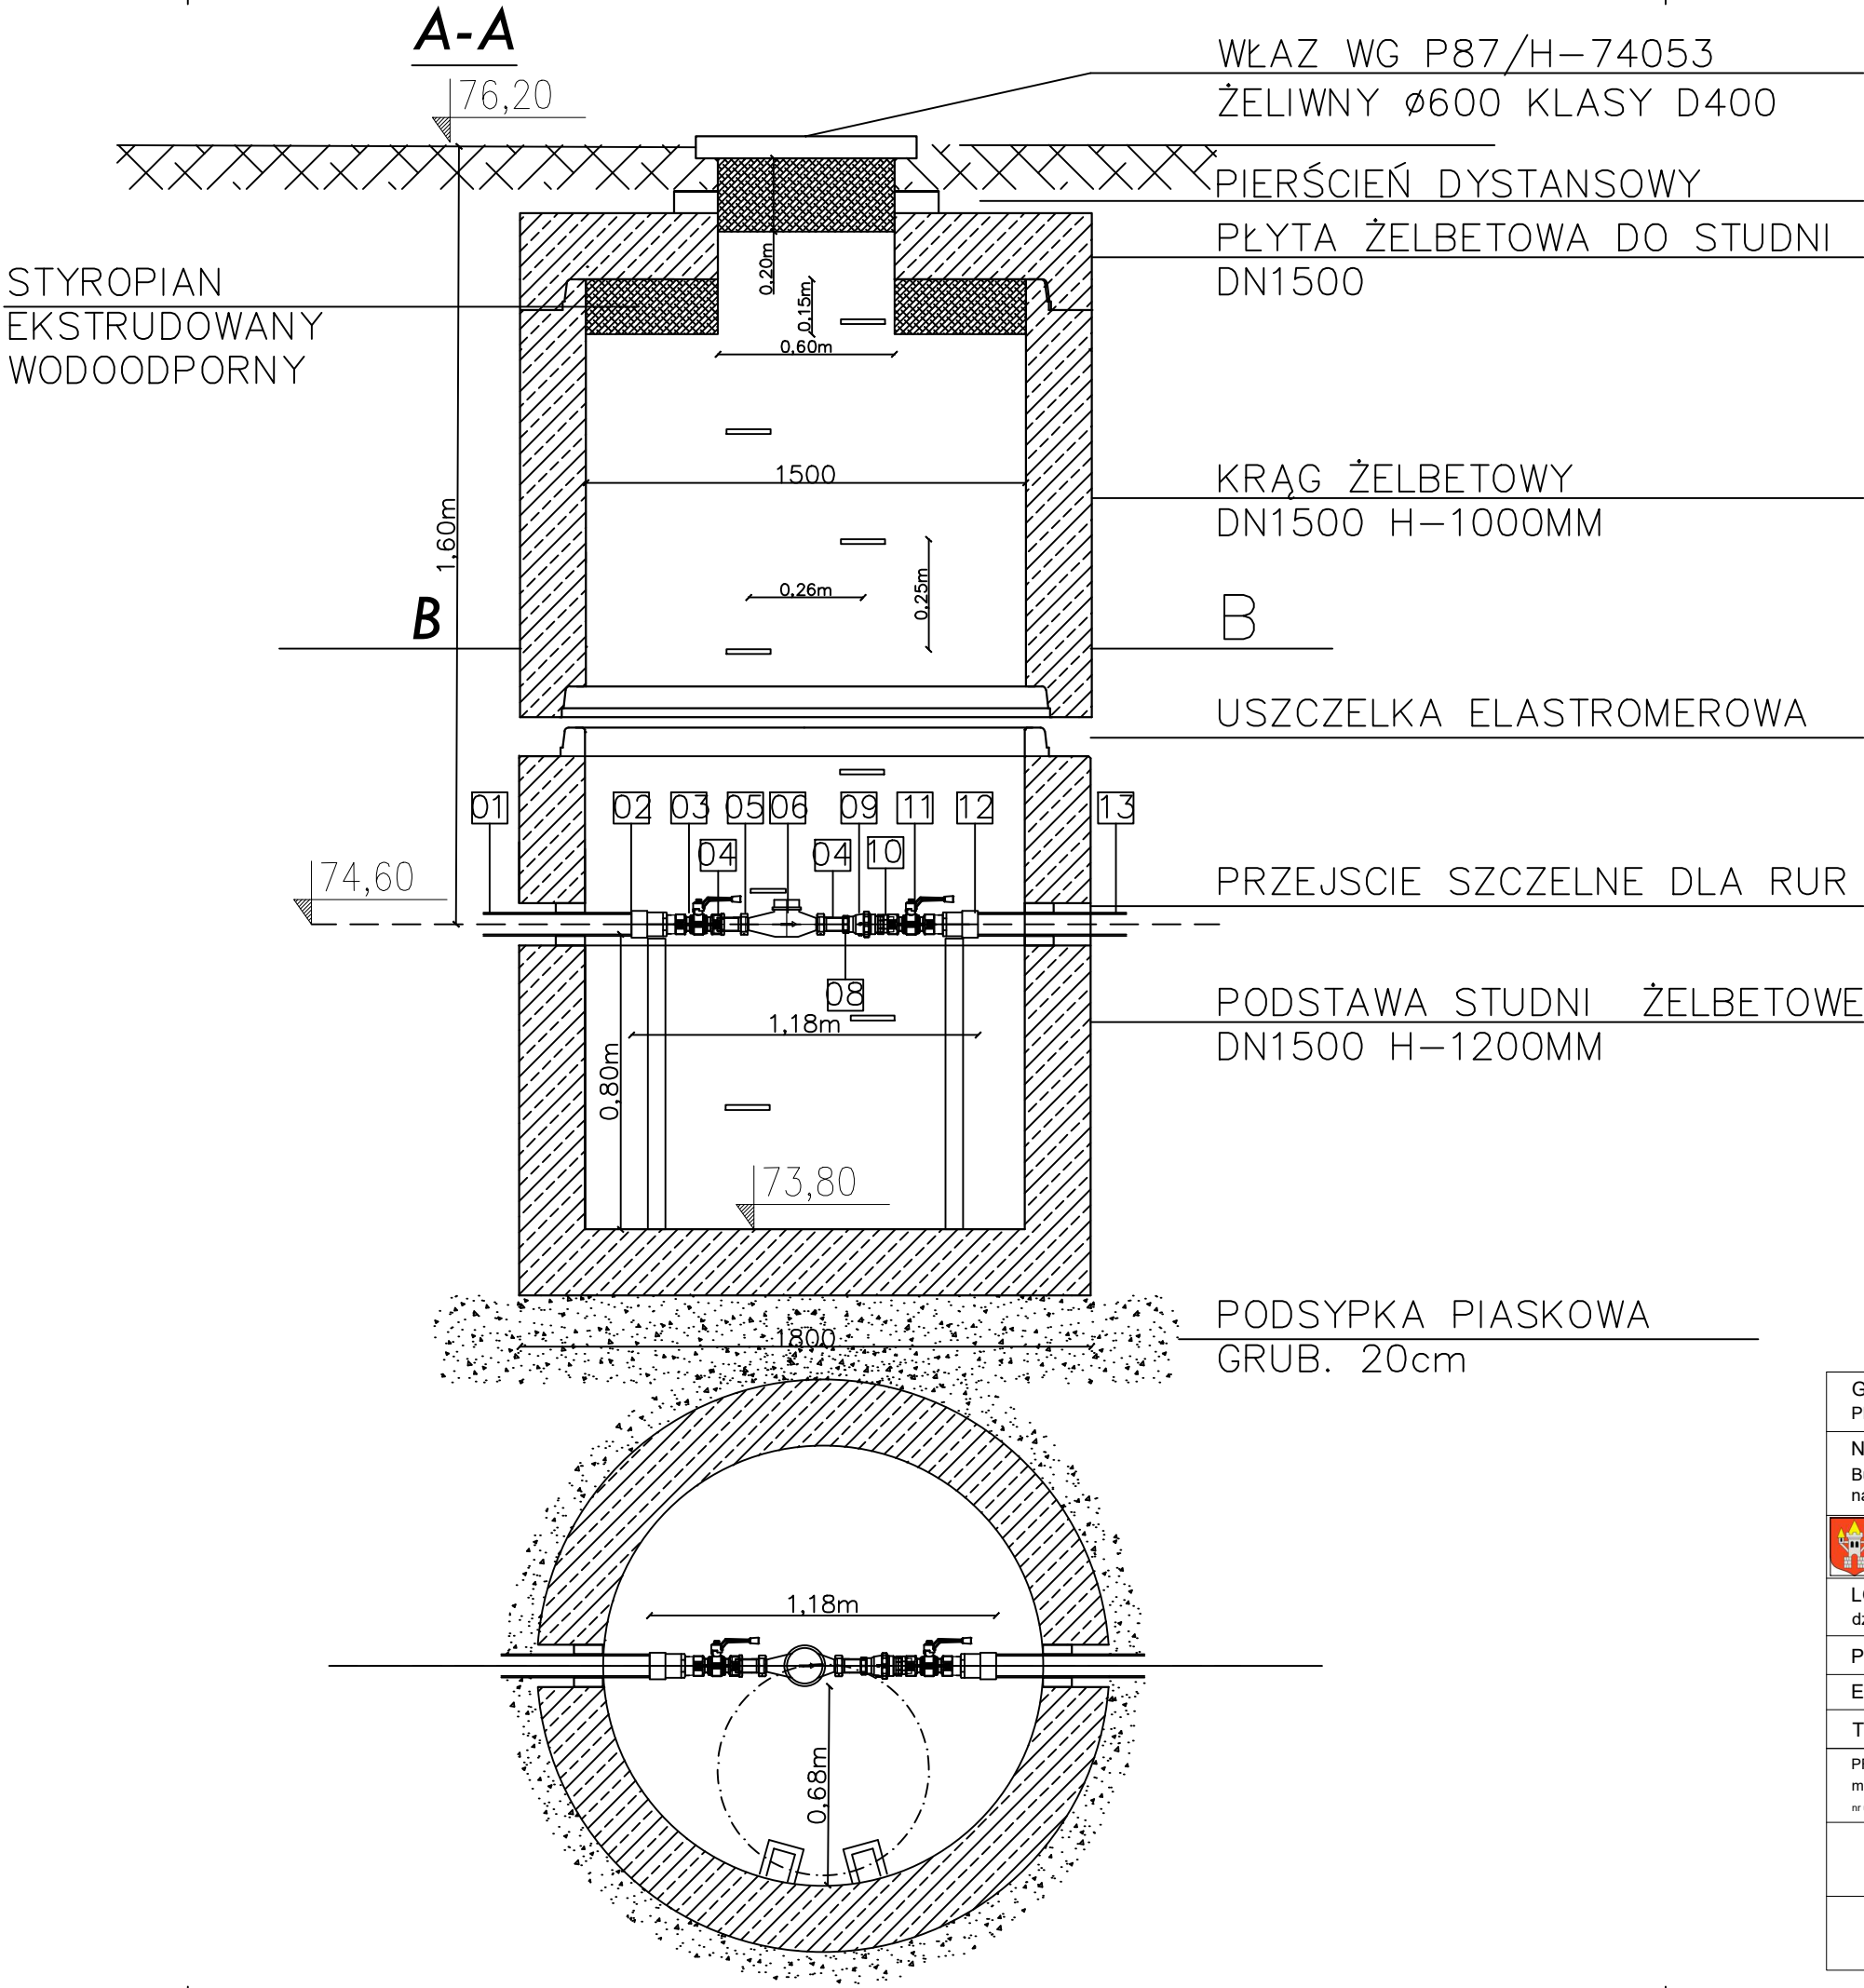 A-A
76,20
WŁAZ WG P87/H-74053
ŻELIWNY ø600 KLASY D400
PIERŚCIEŃ DYSTANSOWY
PŁYTA ŻELBETOWA DO STUDNI
DN1500
STYROPIAN
EKSTRUDOWANY
WODOODPORNY
0,20m
0,15m
0,60m
1500
KRĄG ŻELBETOWY
DN1500 H-1000MM
1,60m
0,26m
0,25m
B
B
USZCZELKA ELASTROMEROWA
01
02
03
05
06
09
11
12
13
04
04
10
74,60
PRZEJSCIE SZCZELNE DLA RUR
08
1,18m
PODSTAWA STUDNI ŻELBETOWE
DN1500 H-1200MM
0,80m
73,80
PODSYPKA PIASKOWA
GRUB. 20cm
1800
1,18m
0,68m